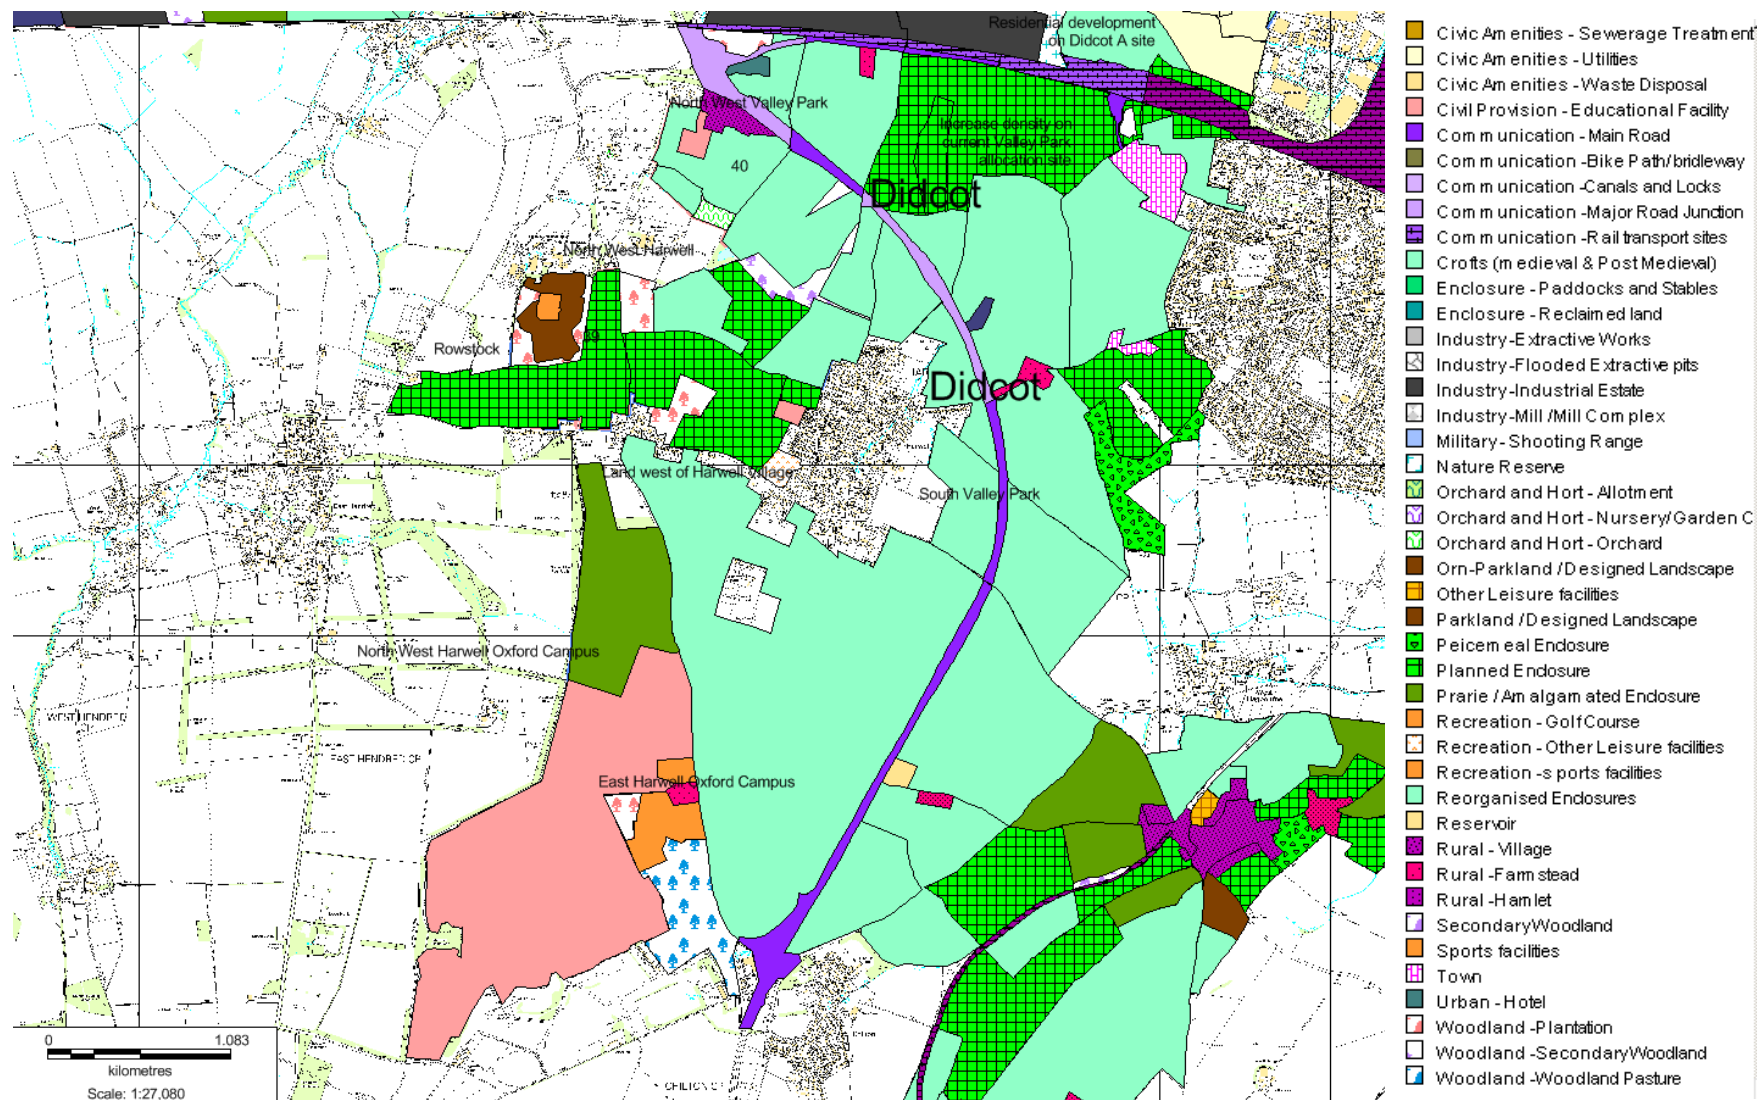 Residential development
on Didcot A site
North West Valley Park
Increase density on
current Valley Park
allocation site
40
Didcot
North West Harwell
39
Rowstock
Didcot
Land west of Harwell Village
South Valley Park
North West Harwell Oxford Campus
WEST HENDRED
EAST HENDRED CP
East Harwell Oxford Campus
CHILTON CP
0 1.083
kilometres
Scale: 1:27,080
Civic Amenities - Sewerage Treatment
Civic Amenities - Utilities
Civic Amenities - Waste Disposal
Civil Provision - Educational Facility
Communication - Main Road
Communication - Bike Path/bridleway
Communication - Canals and Locks
Communication - Major Road Junction
Communication - Rail transport sites
Crofts (medieval & Post Medieval)
Enclosure - Paddocks and Stables
Enclosure - Reclaimed land
Industry - Extractive Works
Industry - Flooded Extractive pits
Industry - Industrial Estate
Industry - Mill / Mill Complex
Military - Shooting Range
Nature Reserve
Orchard and Hort - Allotment
Orchard and Hort - Nursery/Garden C
Orchard and Hort - Orchard
Orn - Parkland / Designed Landscape
Other Leisure facilities
Parkland / Designed Landscape
Peicemeal Enclosure
Planned Enclosure
Prarie / Amalgamated Enclosure
Recreation - Golf Course
Recreation - Other Leisure facilities
Recreation - sports facilities
Reorganised Enclosures
Reservoir
Rural - Village
Rural - Farmstead
Rural - Hamlet
Secondary Woodland
Sports facilities
Town
Urban - Hotel
Woodland - Plantation
Woodland - Secondary Woodland
Woodland - Woodland Pasture